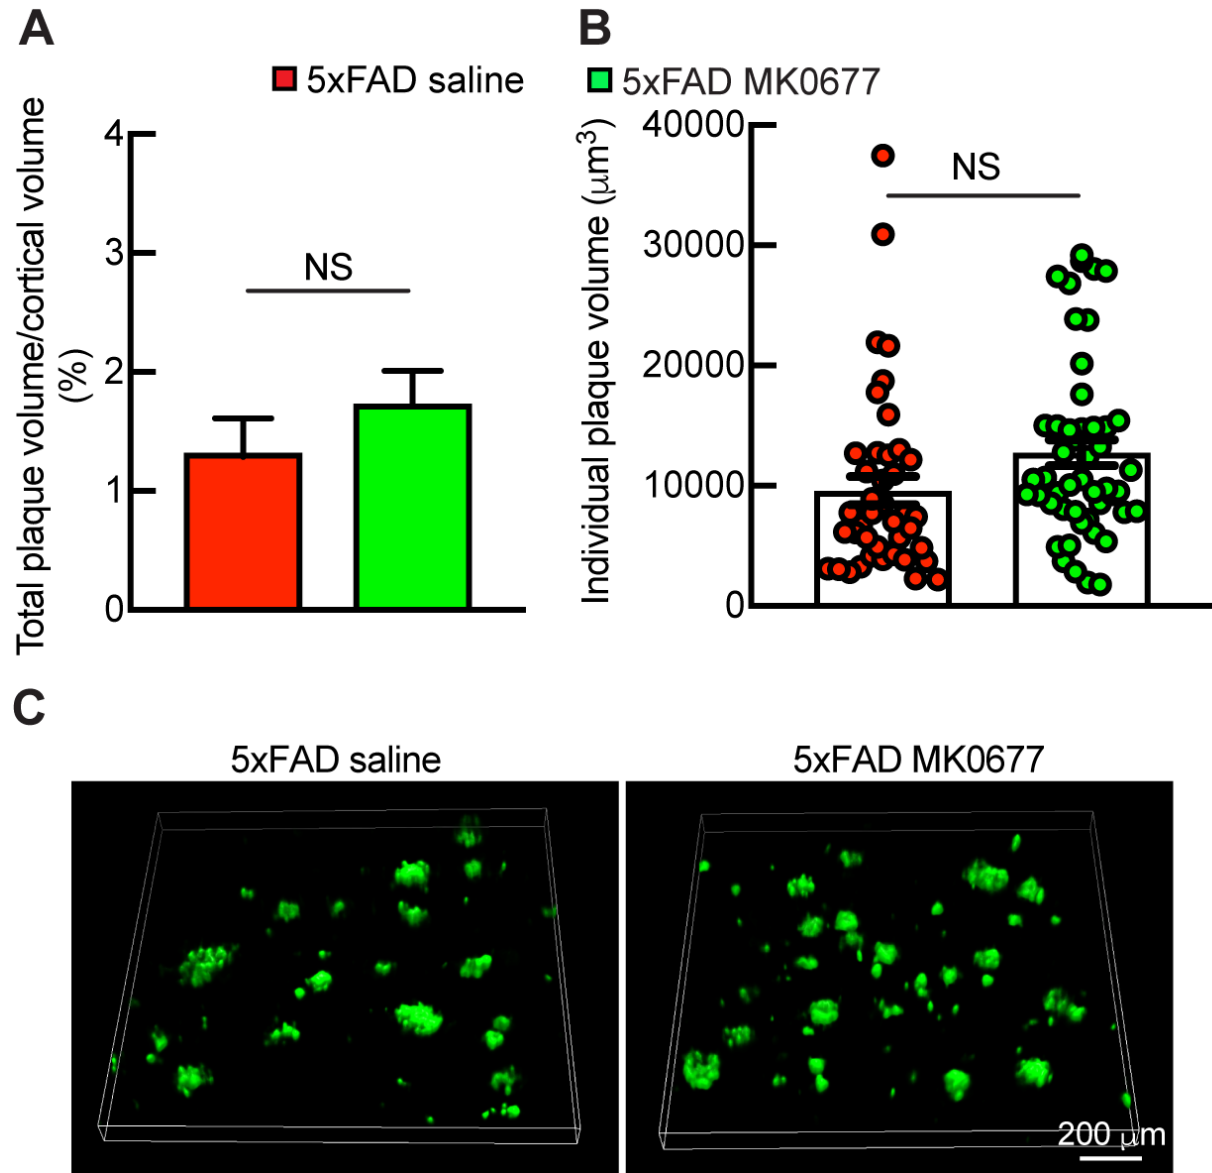 A
B
5xFAD saline
5xFAD MK0677
Total plaque volume/cortical volume
(%)
4
3
2
1
0
NS
Individual plaque volume (μm³)
40000
30000
20000
10000
0
NS
C
5xFAD saline
5xFAD MK0677
200 μm